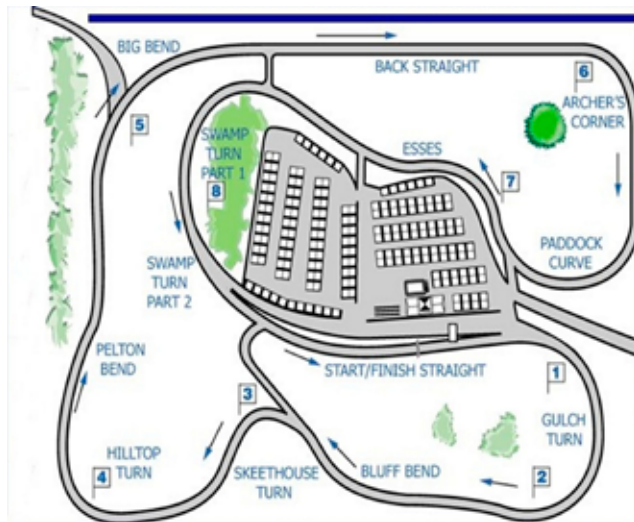 BIG BEND
BACK STRAIGHT
6
ARCHER'S
CORNER
5
SWAMP
TURN
PART 1
8
ESSES
7
PADDOCK
CURVE
SWAMP
TURN
PART 2
PELTON
BEND
START/FINISH STRAIGHT
1
3
GULCH
TURN
HILLTOP
TURN
4
SKEETHOUSE
TURN
BLUFF BEND
2